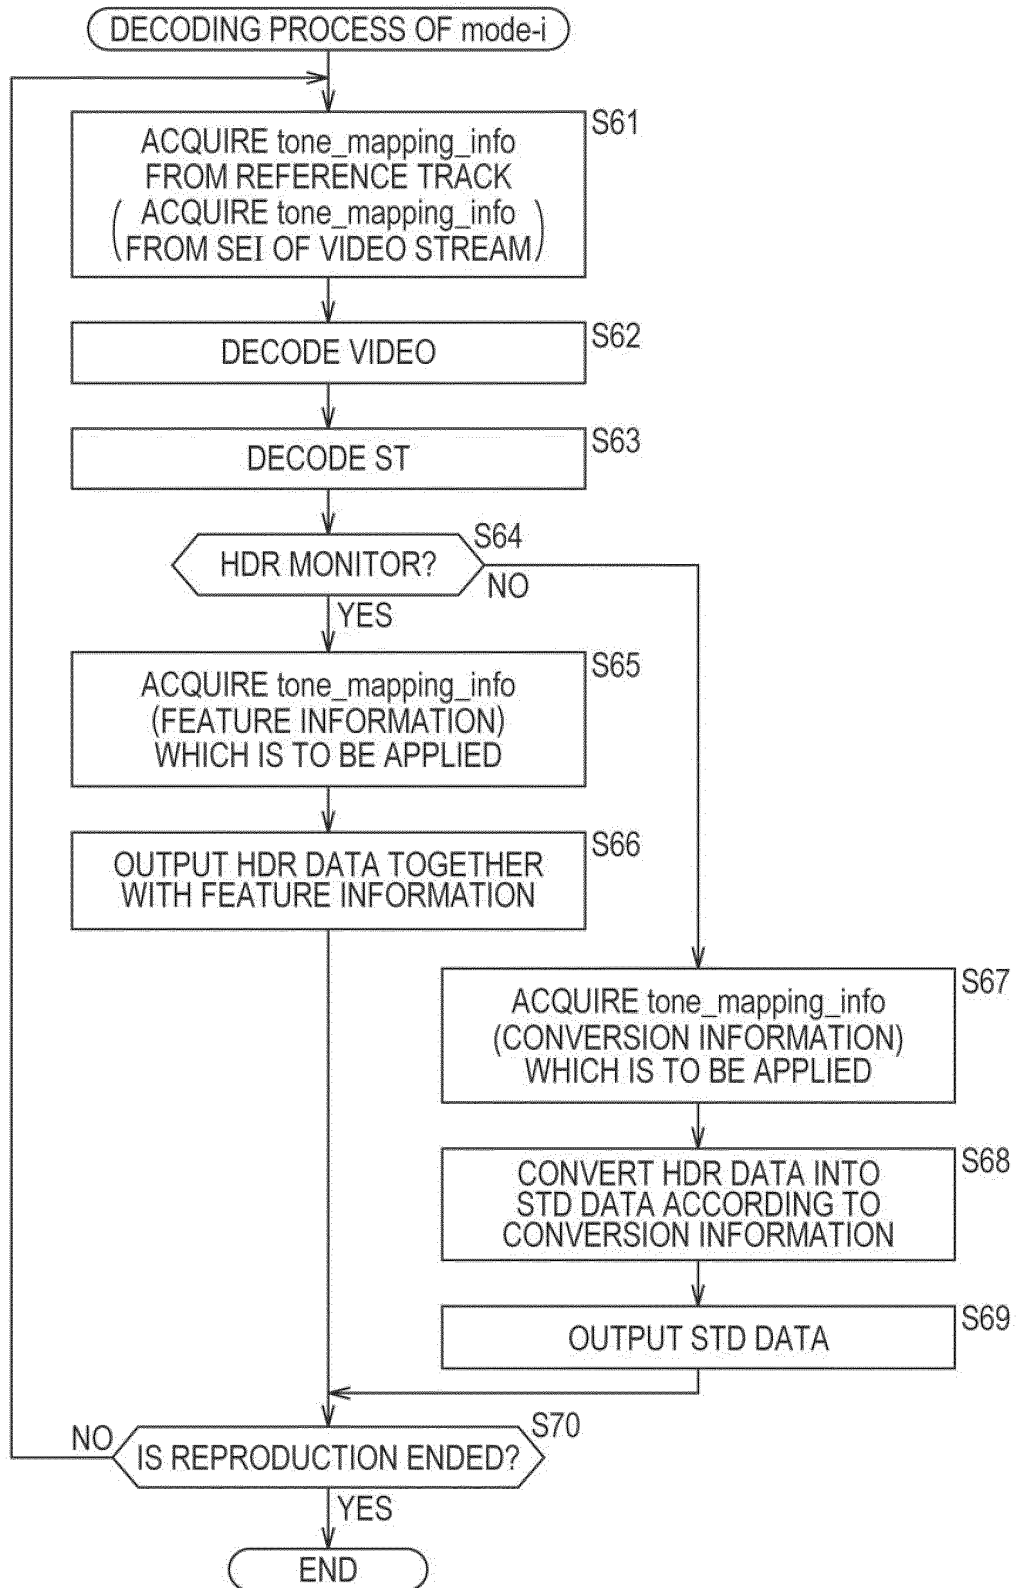 DECODING PROCESS OF mode-i
S61
ACQUIRE tone_mapping_info
FROM REFERENCE TRACK
(ACQUIRE tone_mapping_info
FROM SEI OF VIDEO STREAM)
S62
DECODE VIDEO
S63
DECODE ST
S64
HDR MONITOR?
NO
YES
S65
ACQUIRE tone_mapping_info
(FEATURE INFORMATION)
WHICH IS TO BE APPLIED
S66
OUTPUT HDR DATA TOGETHER
WITH FEATURE INFORMATION
S67
ACQUIRE tone_mapping_info
(CONVERSION INFORMATION)
WHICH IS TO BE APPLIED
S68
CONVERT HDR DATA INTO
STD DATA ACCORDING TO
CONVERSION INFORMATION
S69
OUTPUT STD DATA
S70
NO
IS REPRODUCTION ENDED?
YES
END